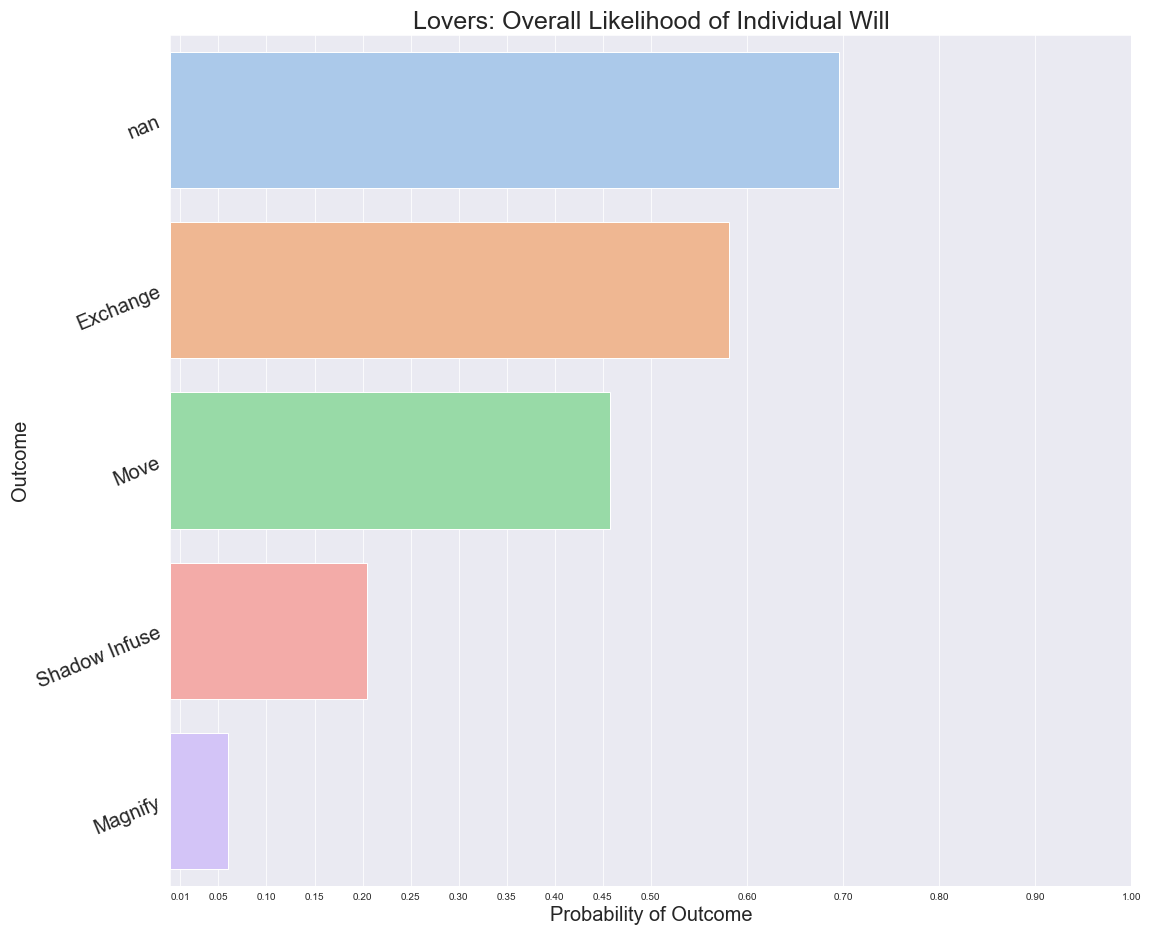 Lovers: Overall Likelihood of Individual Will
nan
Exchange
Move
Shadow Infuse
Magnify
Outcome
0.01 0.05 0.10 0.15 0.20 0.25 0.30 0.35 0.40 0.45 0.50 0.60 0.70 0.80 0.90 1.00
Probability of Outcome